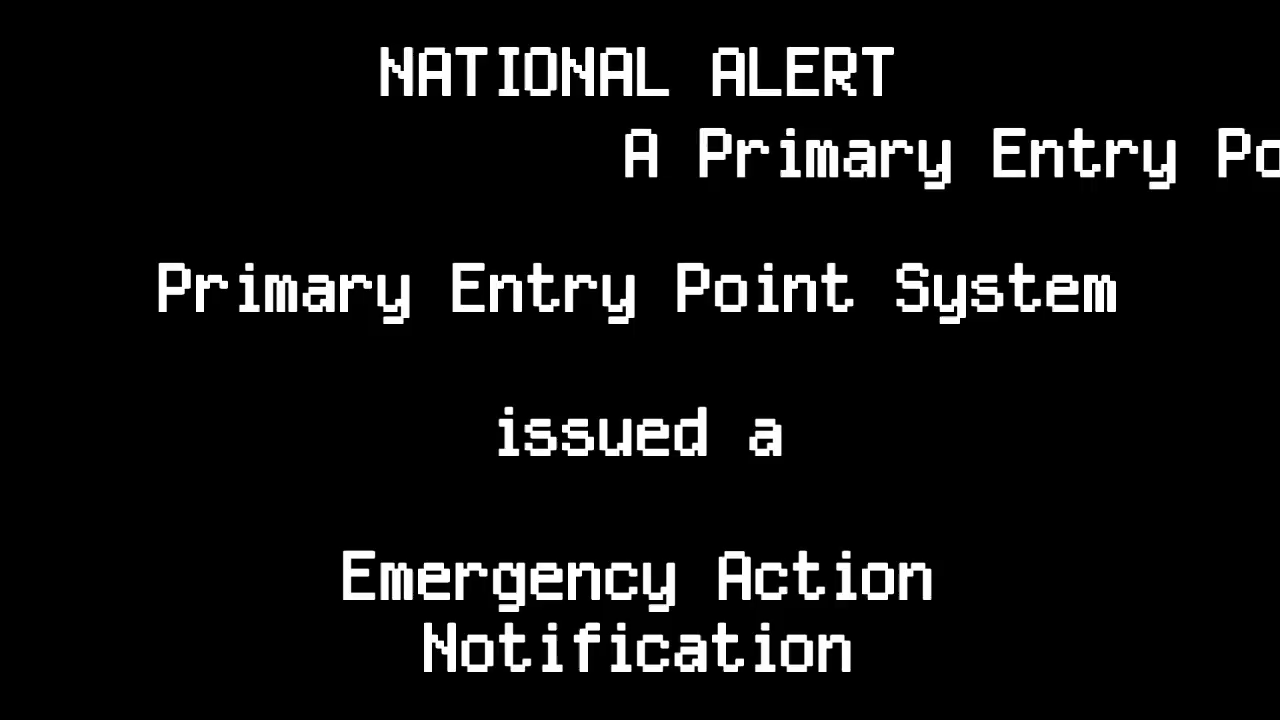 NATIONAL ALERT
A Primary Entry Po
Primary Entry Point System
issued a
Emergency Action
Notification